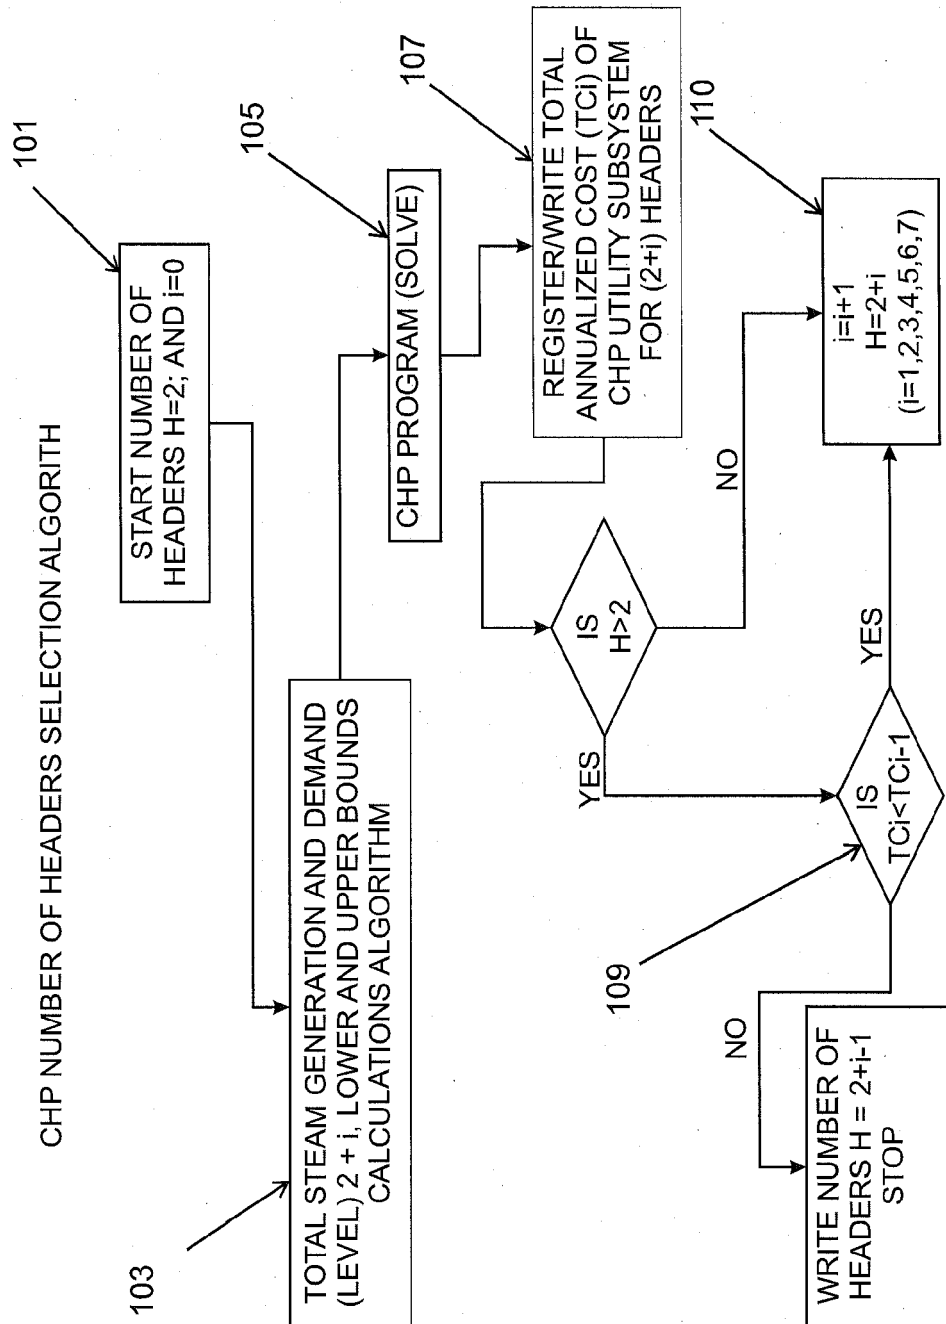 CHP NUMBER OF HEADERS SELECTION ALGORITH
101
START NUMBER OF
HEADERS H=2; AND i=0
103
TOTAL STEAM GENERATION AND DEMAND
(LEVEL) 2 + i, LOWER AND UPPER BOUNDS
CALCULATIONS ALGORITHM
105
CHP PROGRAM (SOLVE)
107
REGISTER/WRITE TOTAL
ANNUALIZED COST (TCi) OF
CHP UTILITY SUBSYSTEM
FOR (2+i) HEADERS
IS
H>2
YES
NO
109
IS
TCi<TCi-1
YES
NO
110
i=i+1
H=2+i
(i=1,2,3,4,5,6,7)
WRITE NUMBER OF
HEADERS H = 2+i-1
STOP